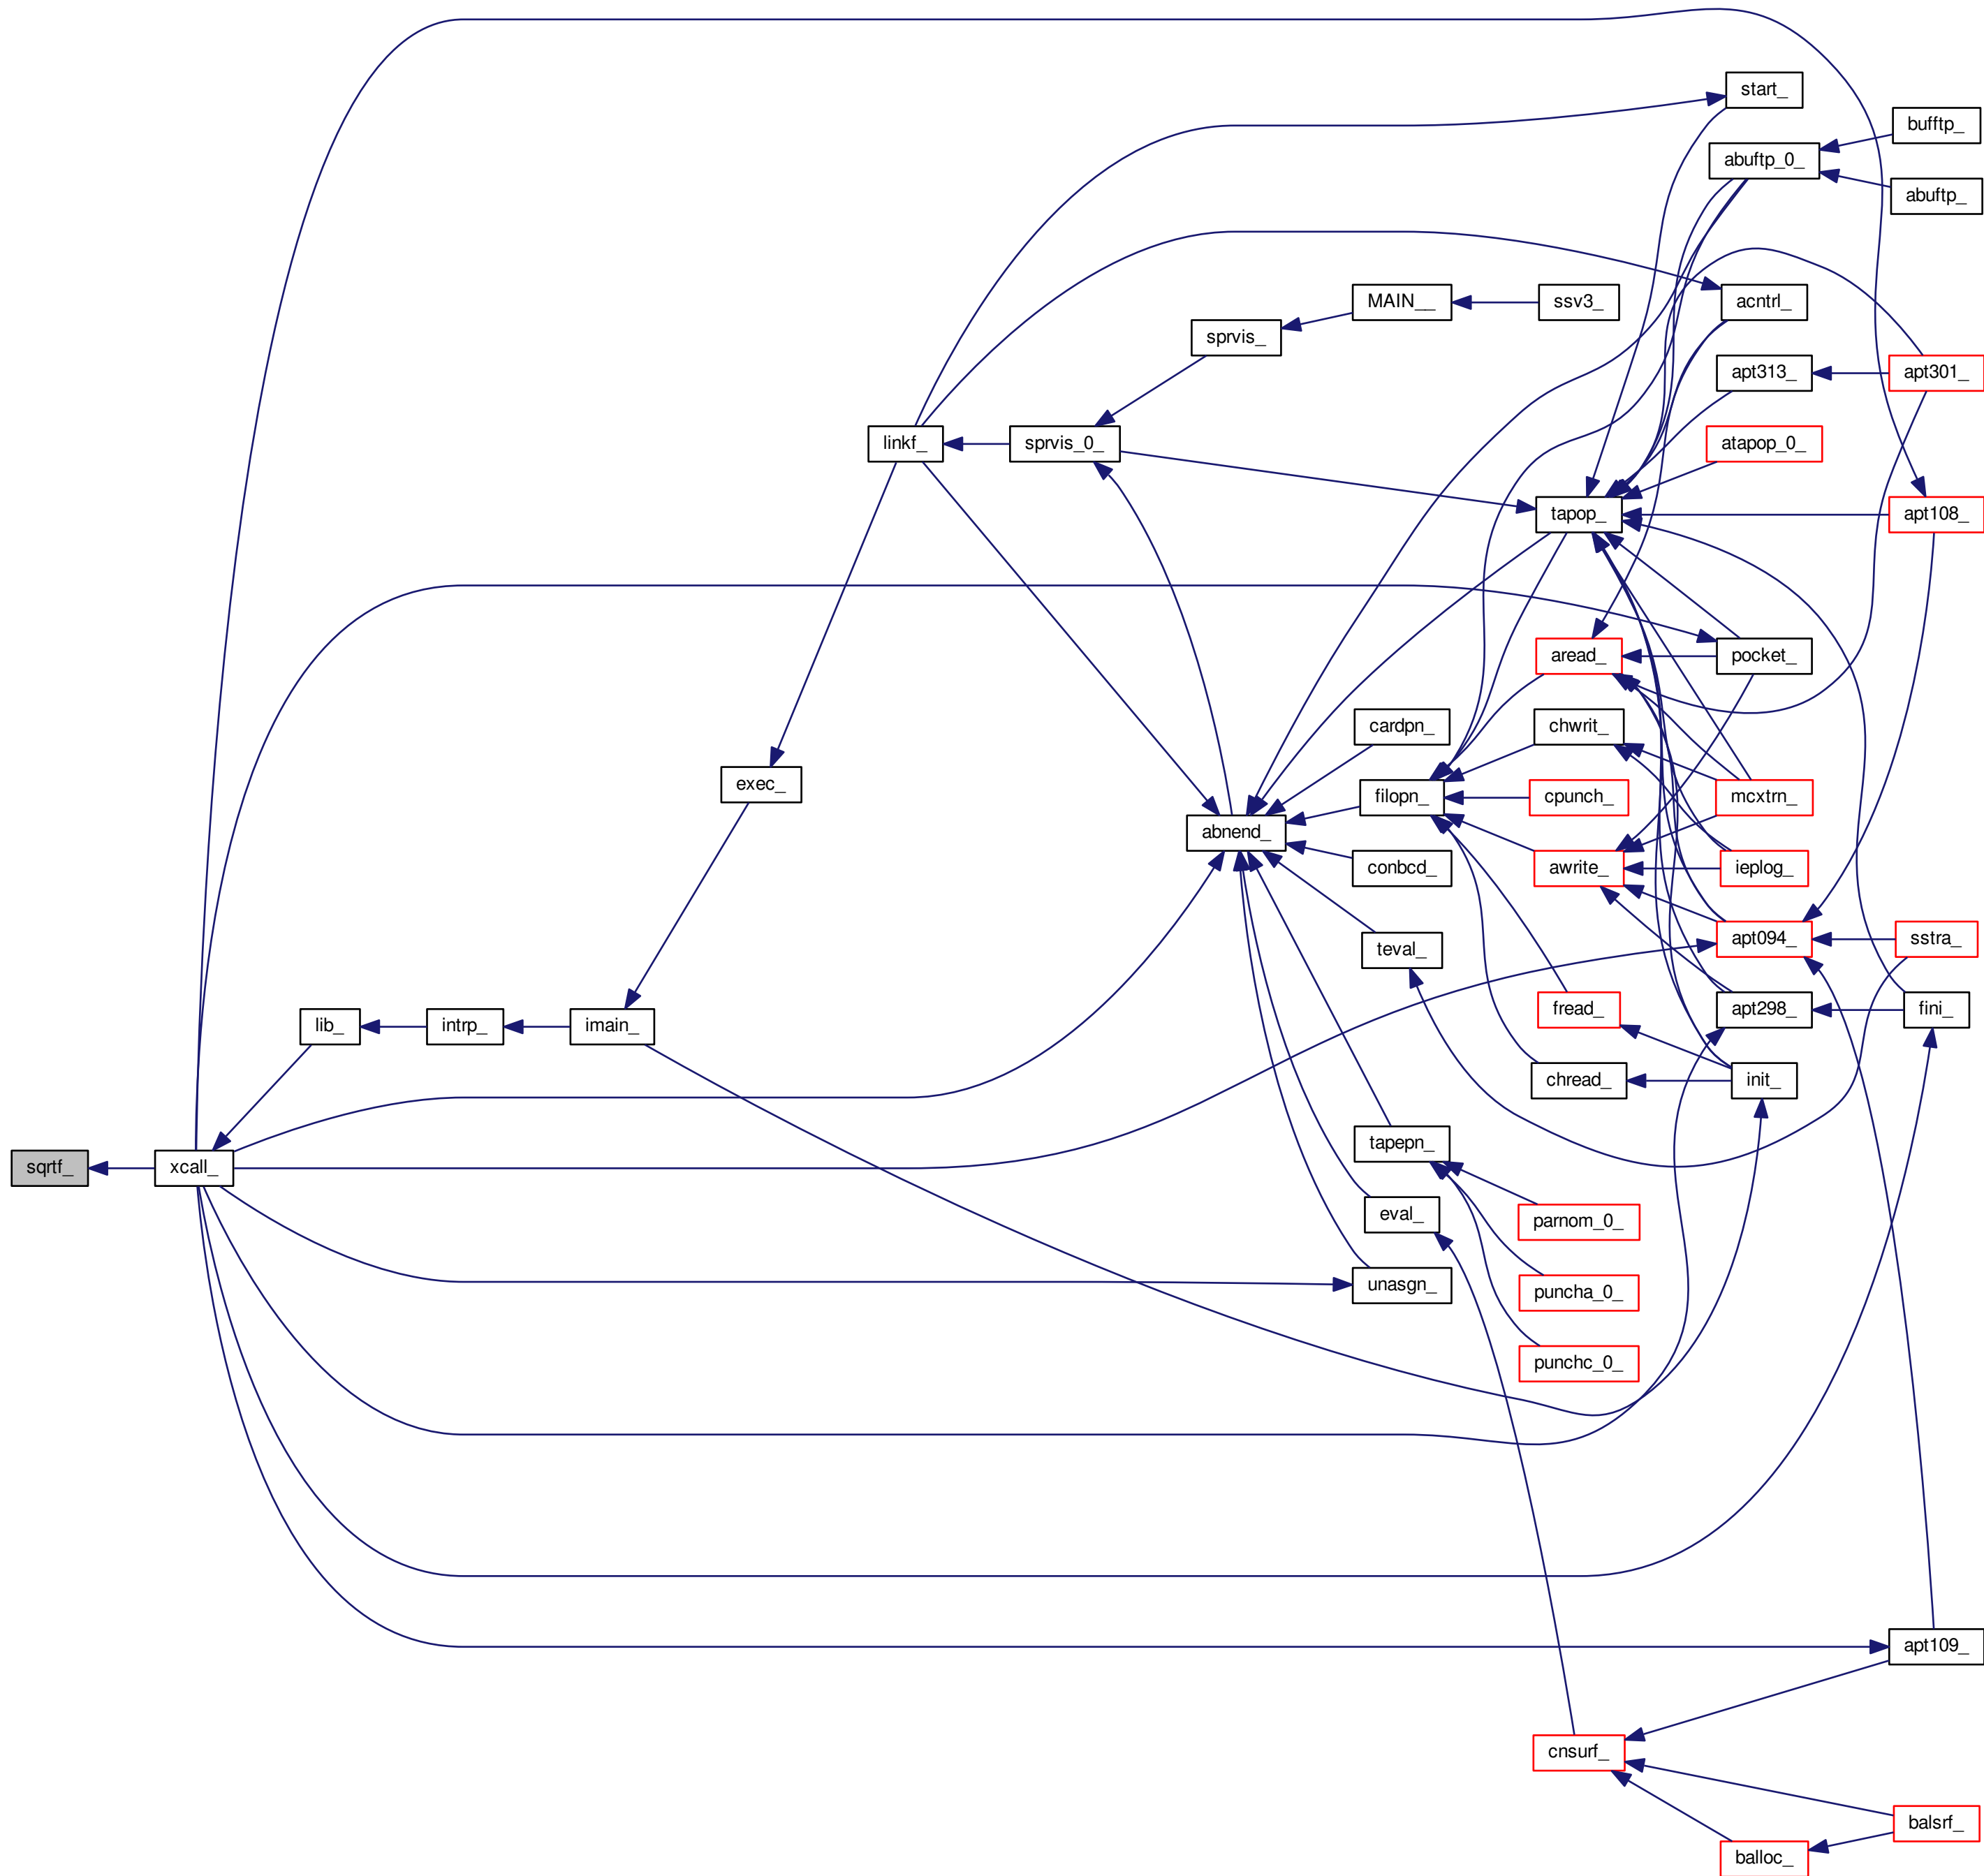 start_
bufftp_
abuftp_0_
abuftp_
MAIN__
ssv3_
acntrl_
sprvis_
apt313_
apt301_
linkf_
sprvis_0_
atapop_0_
tapop_
apt108_
aread_
pocket_
cardpn_
chwrit_
exec_
filopn_
cpunch_
mcxtrn_
abnend_
conbcd_
awrite_
ieplog_
teval_
apt094_
sstra_
lib_
intrp_
imain_
fread_
apt298_
fini_
chread_
init_
tapepn_
sqrtf_
xcall_
eval_
parnom_0_
unasgn_
puncha_0_
punchc_0_
apt109_
cnsurf_
balsrf_
balloc_